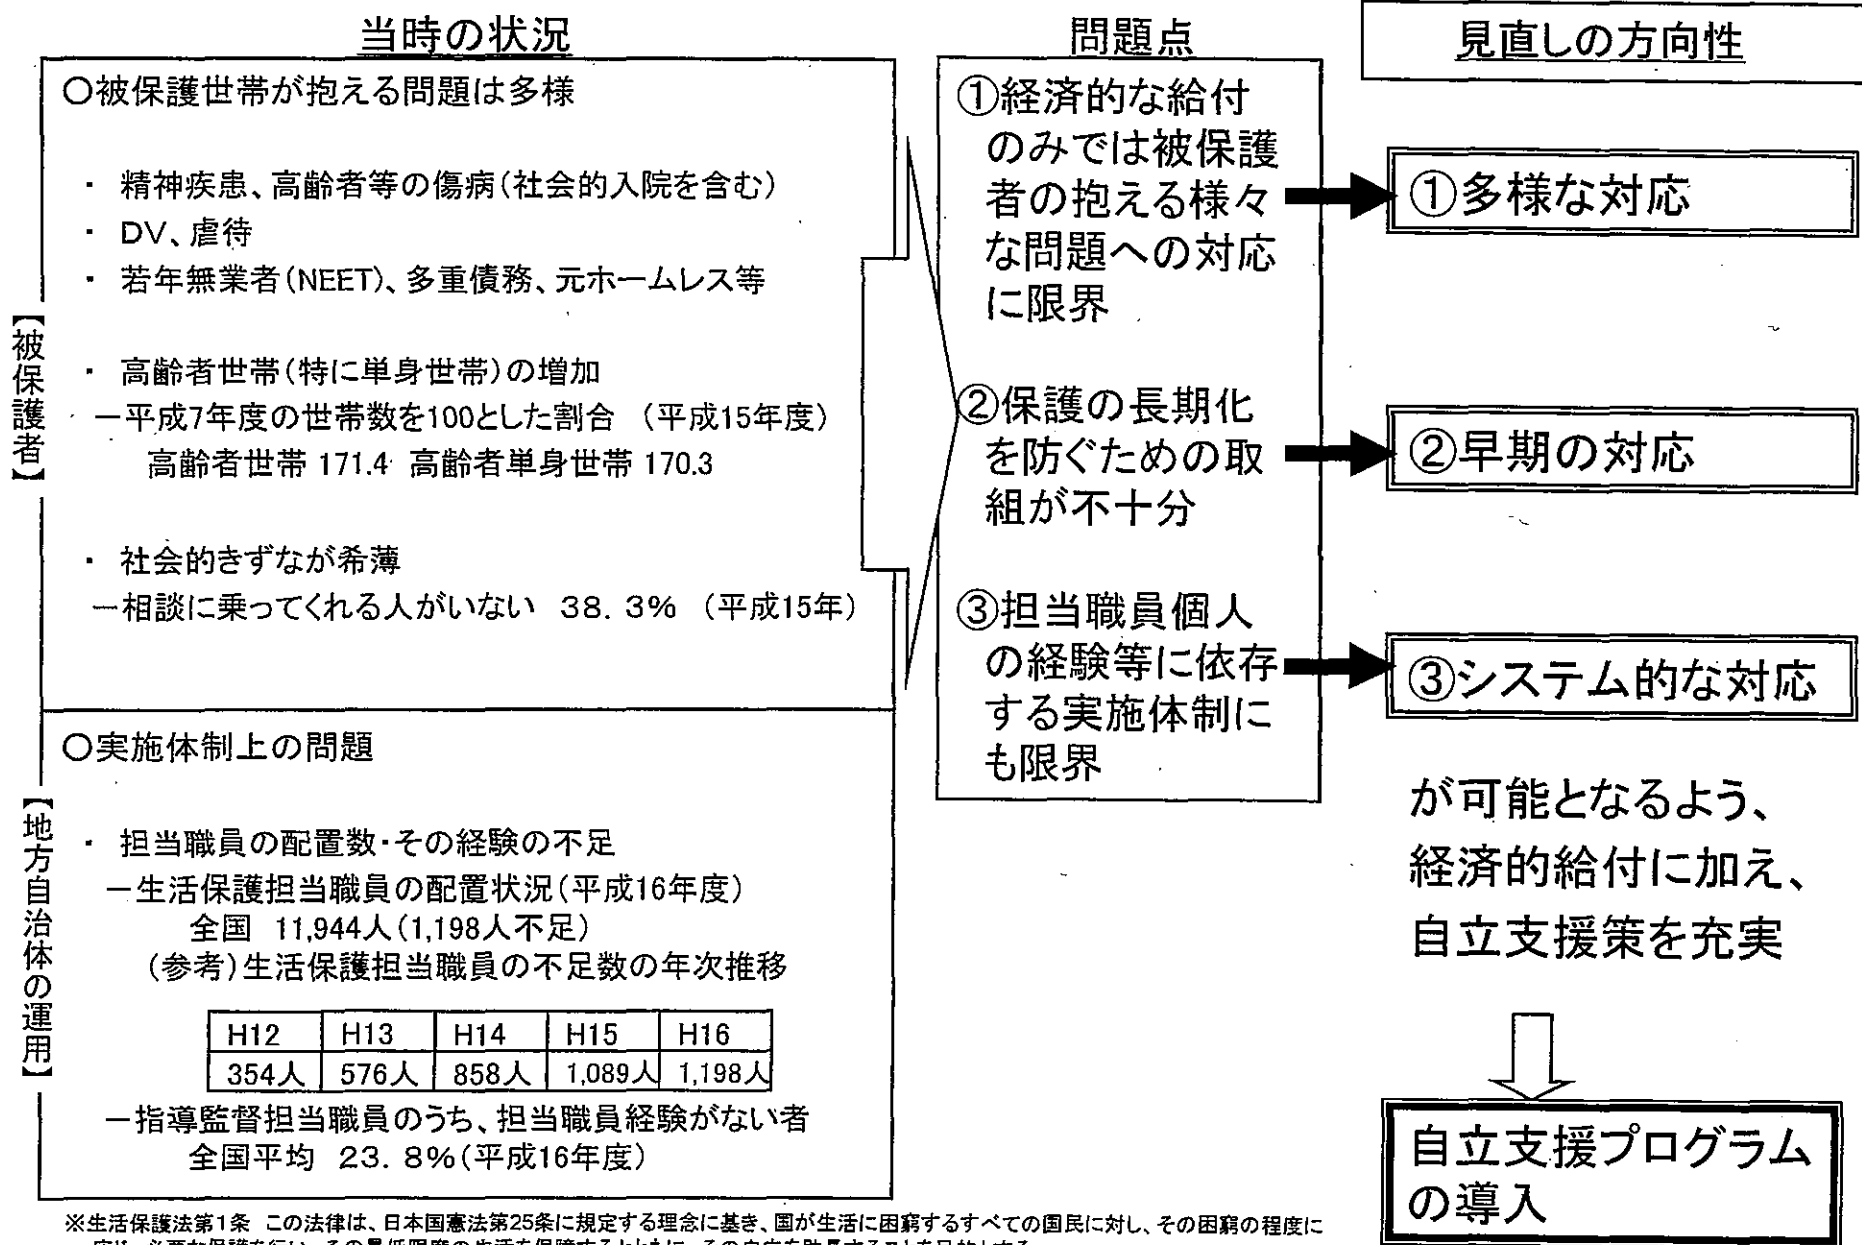 当時の状況
【被保護者】
○被保護世帯が抱える問題は多様
・ 精神疾患、高齢者等の傷病(社会的入院を含む)
・ DV、虐待
・ 若年無業者(NEET)、多重債務、元ホームレス等
・ 高齢者世帯(特に単身世帯)の増加
－平成7年度の世帯数を100とした割合 (平成15年度)
高齢者世帯 171.4 高齢者単身世帯 170.3
・ 社会的きずなが希薄
－相談に乗ってくれる人がいない 38.3% (平成15年)
【地方自治体の運用】
○実施体制上の問題
・ 担当職員の配置数・その経験の不足
－生活保護担当職員の配置状況(平成16年度)
全国 11,944人(1,198人不足)
(参考)生活保護担当職員の不足数の年次推移
H12 H13 H14 H15 H16
354人 576人 858人 1,089人 1,198人
－指導監督担当職員のうち、担当職員経験がない者
全国平均 23.8%(平成16年度)
問題点
①経済的な給付
のみでは被保護
者の抱える様々
な問題への対応
に限界
②保護の長期化
を防ぐための取
組が不十分
③担当職員個人
の経験等に依存
する実施体制に
も限界
見直しの方向性
①多様な対応
②早期の対応
③システム的な対応
が可能となるよう、
経済的給付に加え、
自立支援策を充実
自立支援プログラム
の導入
※生活保護法第1条 この法律は、日本国憲法第25条に規定する理念に基き、国が生活に困窮するすべての国民に対し、その困窮の程度に